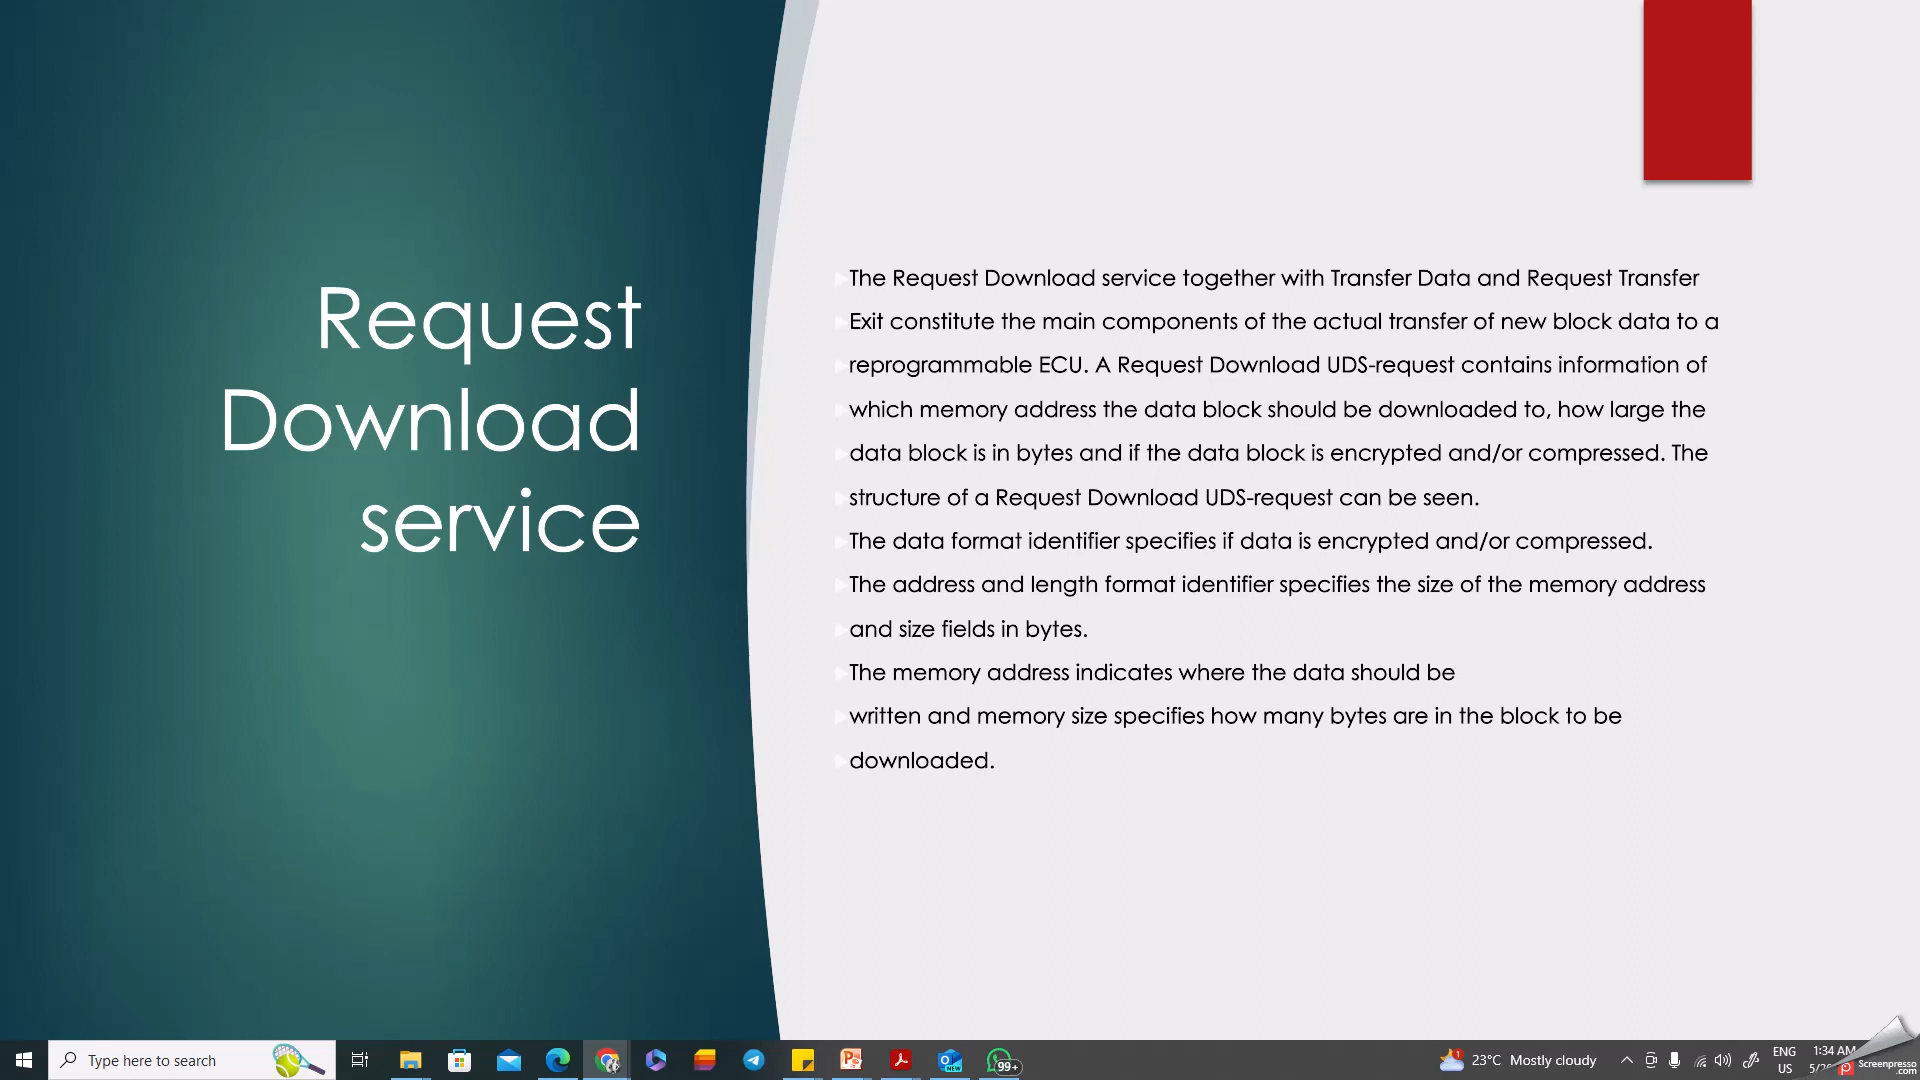 Request
Download
service
The Request Download service together with Transfer Data and Request Transfer
Exit constitute the main components of the actual transfer of new block data to a
reprogrammable ECU. A Request Download UDS-request contains information of
which memory address the data block should be downloaded to, how large the
data block is in bytes and if the data block is encrypted and/or compressed. The
structure of a Request Download UDS-request can be seen.
The data format identifier specifies if data is encrypted and/or compressed.
The address and length format identifier specifies the size of the memory address
and size fields in bytes.
The memory address indicates where the data should be
written and memory size specifies how many bytes are in the block to be
downloaded.
Type here to search
NEW
99+
1
23°C Mostly cloudy
ENG
US
1:34 AM
Screenpresso
.com